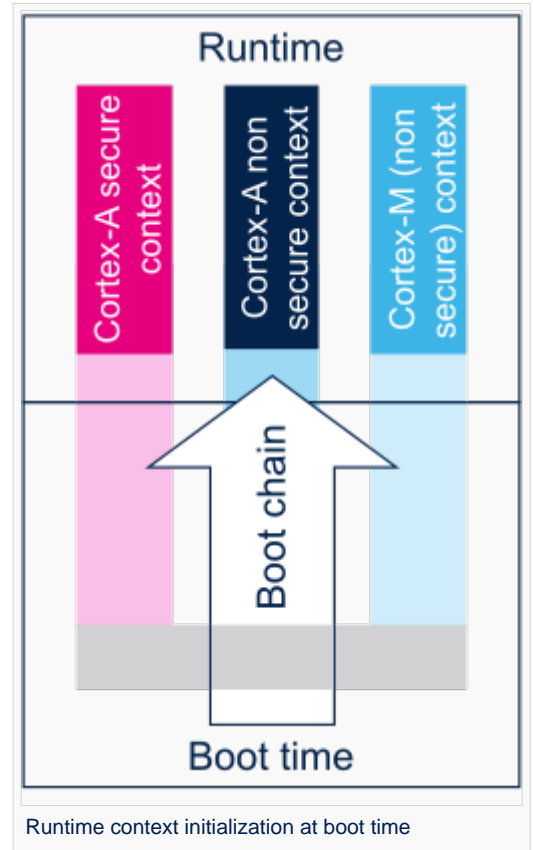 Runtime
Cortex-A secure
context
Cortex-A non
secure context
Cortex-M (non
secure) context
Boot chain
Boot time
Runtime context initialization at boot time